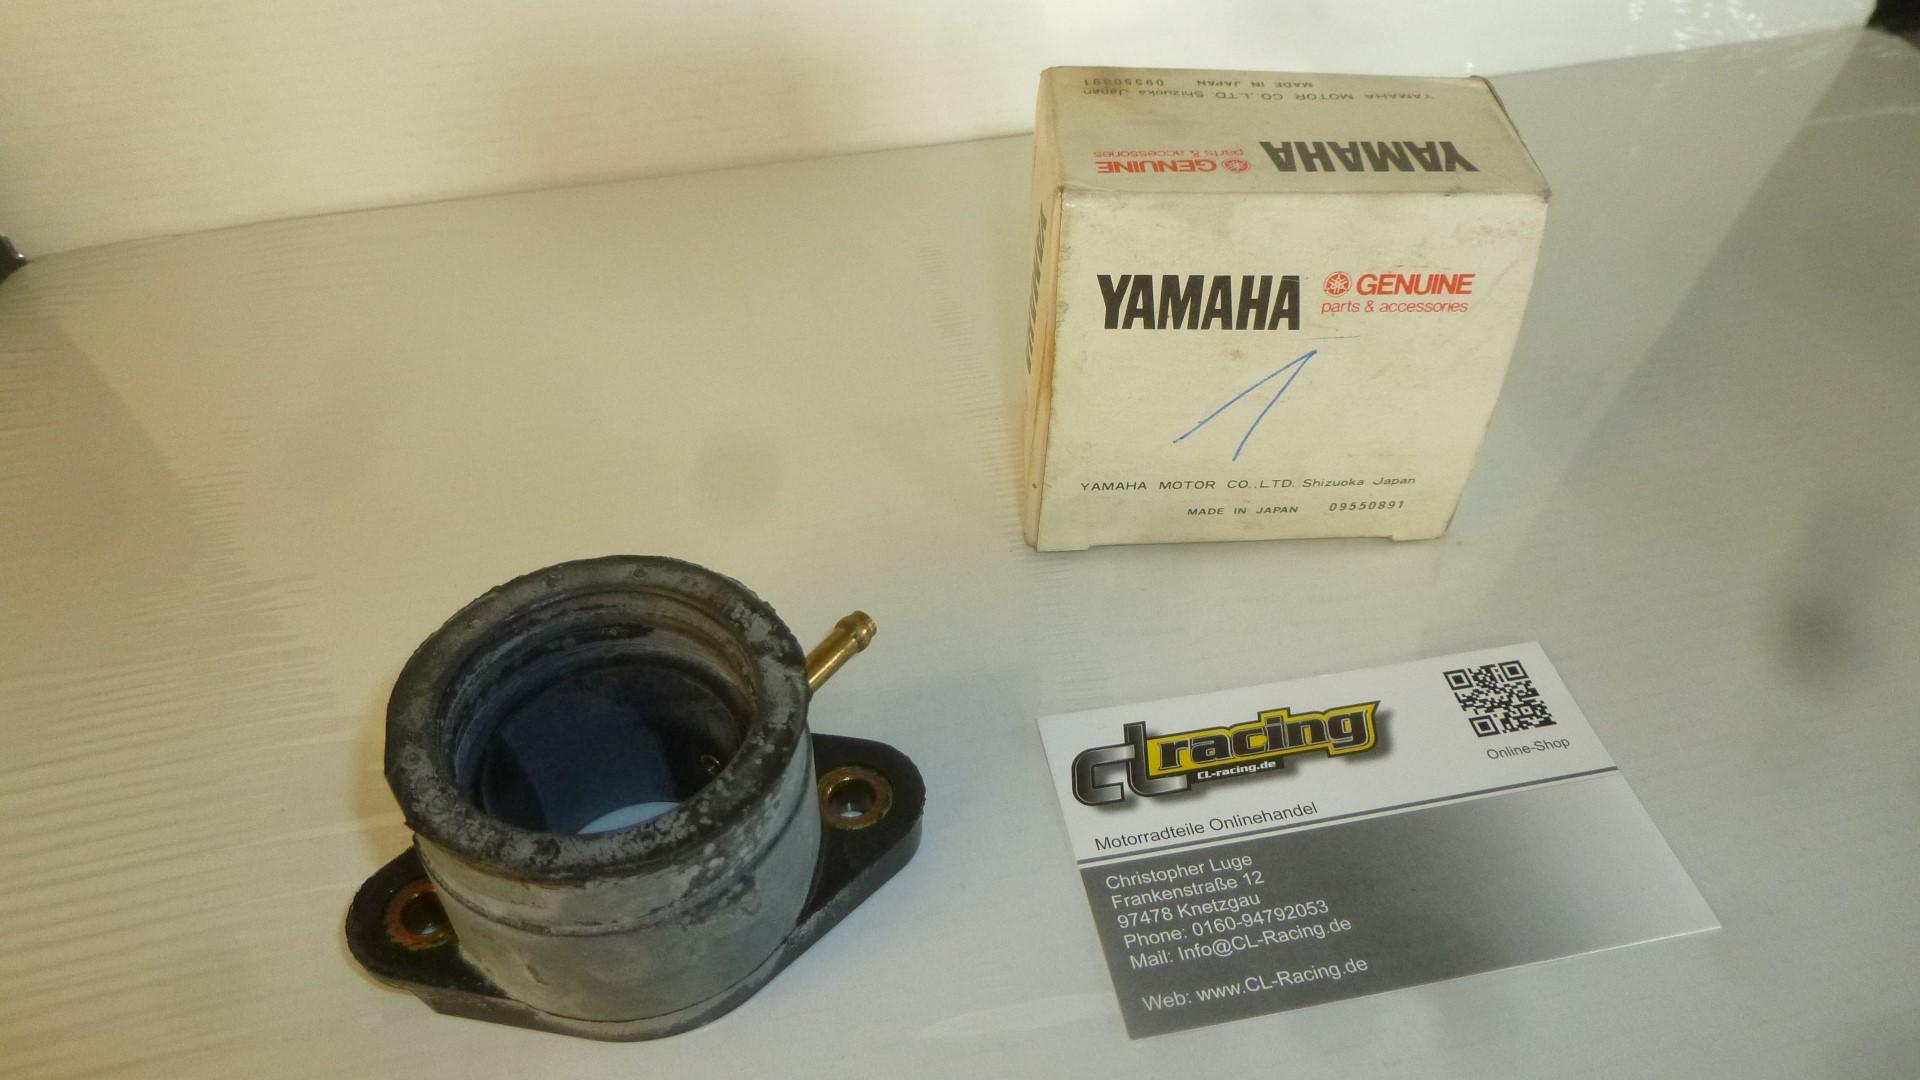 YAMAHA MOTOR CO.,LTD Shizuoka Japan
MADE IN JAPAN 09550891
YAMAHA GENUINE
parts & accessories
YAMAHA
YAMAHA GENUINE
parts & accessories
1
YAMAHA MOTOR CO.,LTD. Shizuoka Japan
MADE IN JAPAN 09550891
CL racing
CL-racing.de
Online-Shop
Motorradteile Onlinehandel
Christopher Luge
Frankenstraße 12
97478 Knetzgau
Phone: 0160-94792053
Mail: Info@CL-Racing.de
Web: www.CL-Racing.de